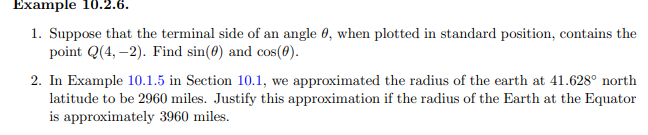 Example 10.2.6.
1. Suppose that the terminal side of an angle θ, when plotted in standard position, contains the
point Q(4, −2). Find sin(θ) and cos(θ).
2. In Example 10.1.5 in Section 10.1, we approximated the radius of the earth at 41.628° north
latitude to be 2960 miles. Justify this approximation if the radius of the Earth at the Equator
is approximately 3960 miles.